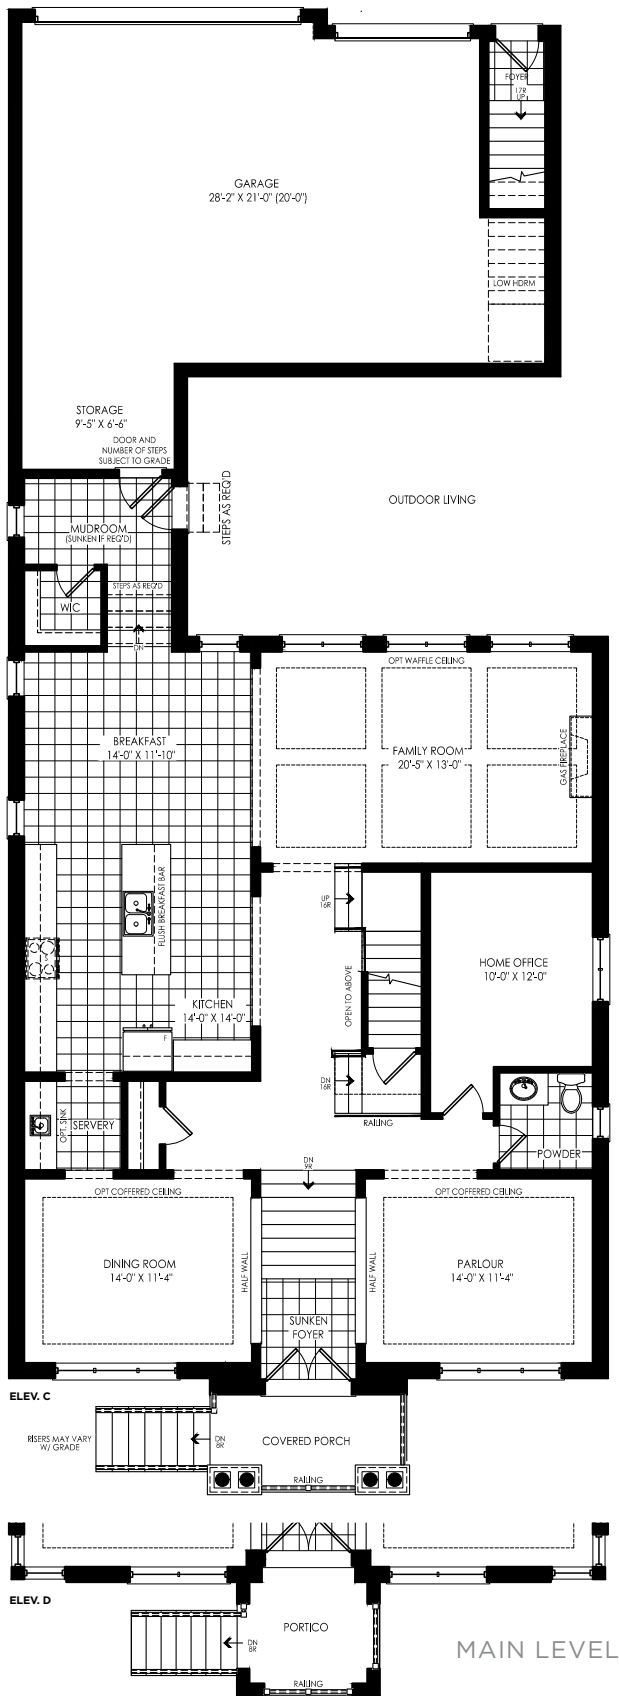 FOYER
17R
UP
GARAGE
28'-2" X 21'-0" (20'-0")
LOW HDRM
STORAGE
9'-5" X 6'-6"
DOOR AND
NUMBER OF STEPS
SUBJECT TO GRADE
STEPS AS REQ'D
OUTDOOR LIVING
MUDROOM
(SUNKEN IF REQ'D)
STEPS AS REQ'D
WIC
DN
OPT WAFFLE CEILING
BREAKFAST
14'-0" X 11'-10"
FAMILY ROOM
20'-5" X 13'-0"
GAS FIREPLACE
FLUSH BREAKFAST BAR
UP
16R
HOME OFFICE
10'-0" X 12'-0"
OPEN TO ABOVE
KITCHEN
14'-0" X 14'-0"
F
DN
16R
OPT. SINK
SERVERY
RAILING
POWDER
DN
9R
OPT COFFERED CEILING
OPT COFFERED CEILING
DINING ROOM
14'-0" X 11'-4"
HALF WALL
HALF WALL
PARLOUR
14'-0" X 11'-4"
SUNKEN
FOYER
ELEV. C
RISERS MAY VARY
W/ GRADE
DN
8R
COVERED PORCH
RAILING
ELEV. D
DN
8R
PORTICO
RAILING
MAIN LEVEL